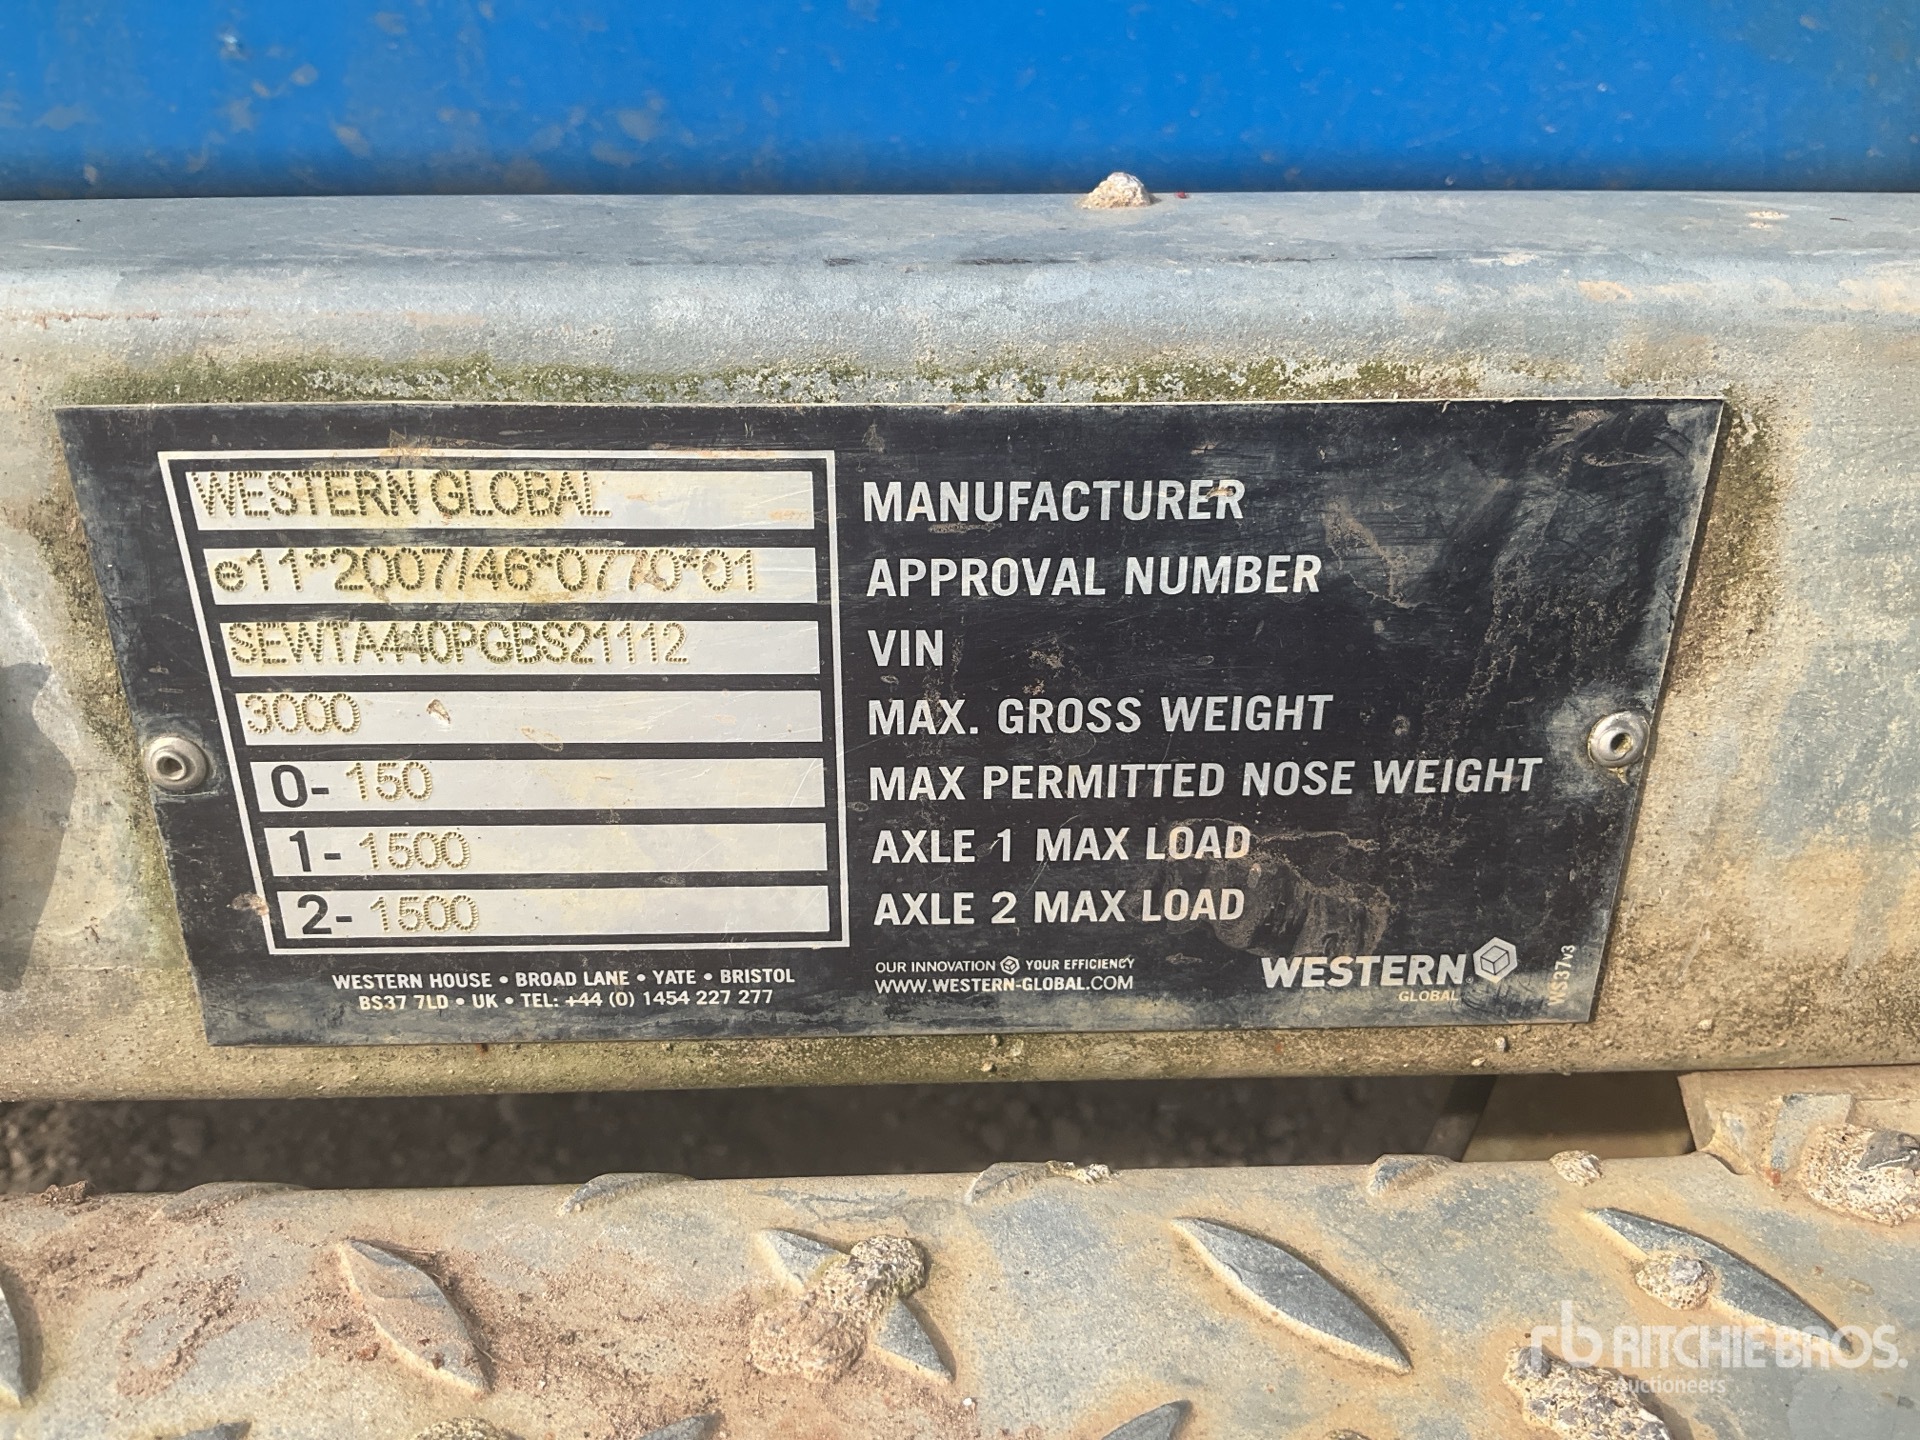 WESTERN GLOBAL MANUFACTURER
e11*2007/46*0770*01 APPROVAL NUMBER
SEWTA440PGBS21112 VIN
3000 MAX. GROSS WEIGHT
0- 150 MAX PERMITTED NOSE WEIGHT
1- 1500 AXLE 1 MAX LOAD
2- 1500 AXLE 2 MAX LOAD
WESTERN HOUSE • BROAD LANE • YATE • BRISTOL
BS37 7LD • UK • TEL: +44 (0) 1454 227 277
OUR INNOVATION YOUR EFFICIENCY
WWW.WESTERN-GLOBAL.COM
WESTERN
GLOBAL
WS37v3
rb RITCHIE BROS.
Auctioneers